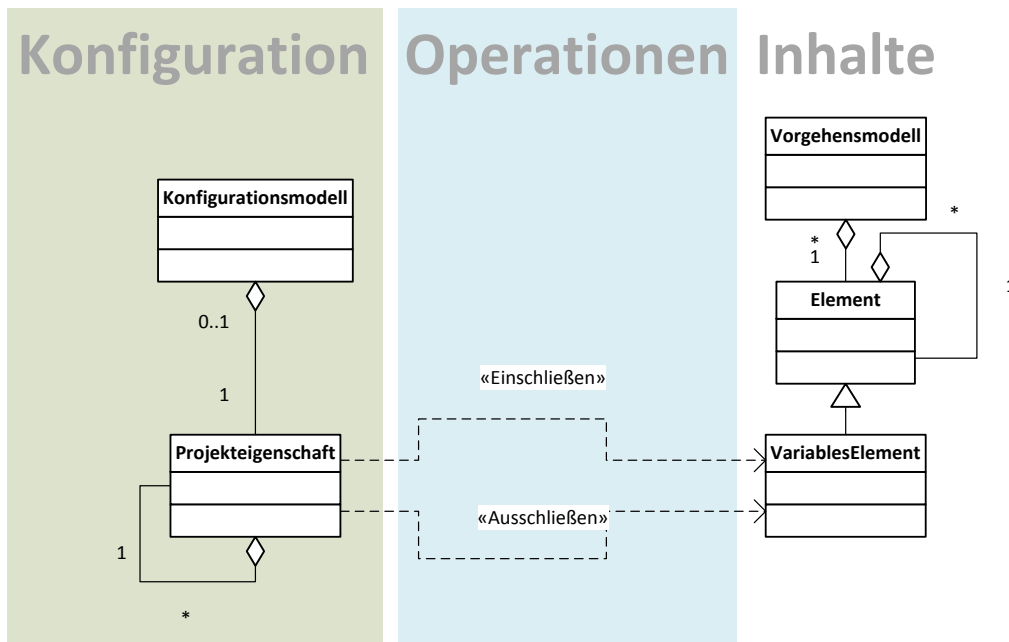 Konfiguration
Operationen
Inhalte
Konfigurationsmodell
0..1
1
Projekteigenschaft
1
*
«Einschließen»
«Ausschließen»
Vorgehensmodell
*
1
*
1
Element
VariablesElement